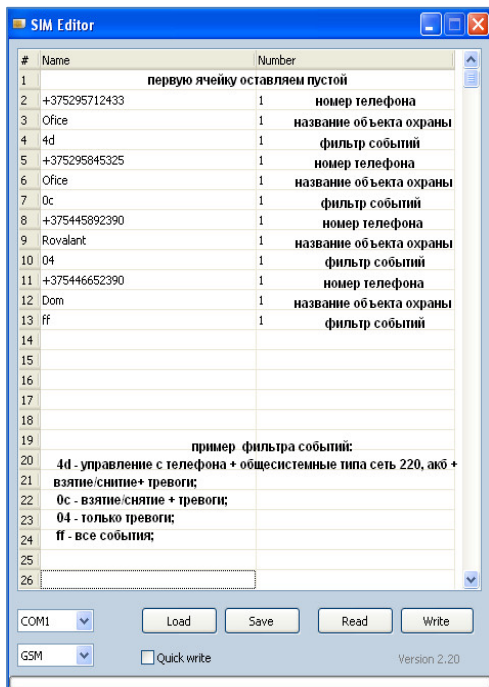 SIM Editor
# Name Number
1 первую ячейку оставляем пустой
2 +375295712433 1 номер телефона
3 Ofice 1 название объекта охраны
4 4d 1 фильтр событий
5 +375295845325 1 номер телефона
6 Ofice 1 название объекта охраны
7 0c 1 фильтр событий
8 +375445892390 1 номер телефона
9 Rovalant 1 название объекта охраны
10 04 1 фильтр событий
11 +375446652390 1 номер телефона
12 Dom 1 название объекта охраны
13 ff 1 фильтр событий
14
15
16
17
18
19 пример фильтра событий:
20 4d - управление с телефона + общесистемные типа сеть 220, акб +
21 взятие/снитие+ тревоги;
22 0с - взятие/снятие + тревоги;
23 04 - только тревоги;
24 ff - все события;
25
26
COM1 Load Save Read Write
GSM Quick write Version 2.20